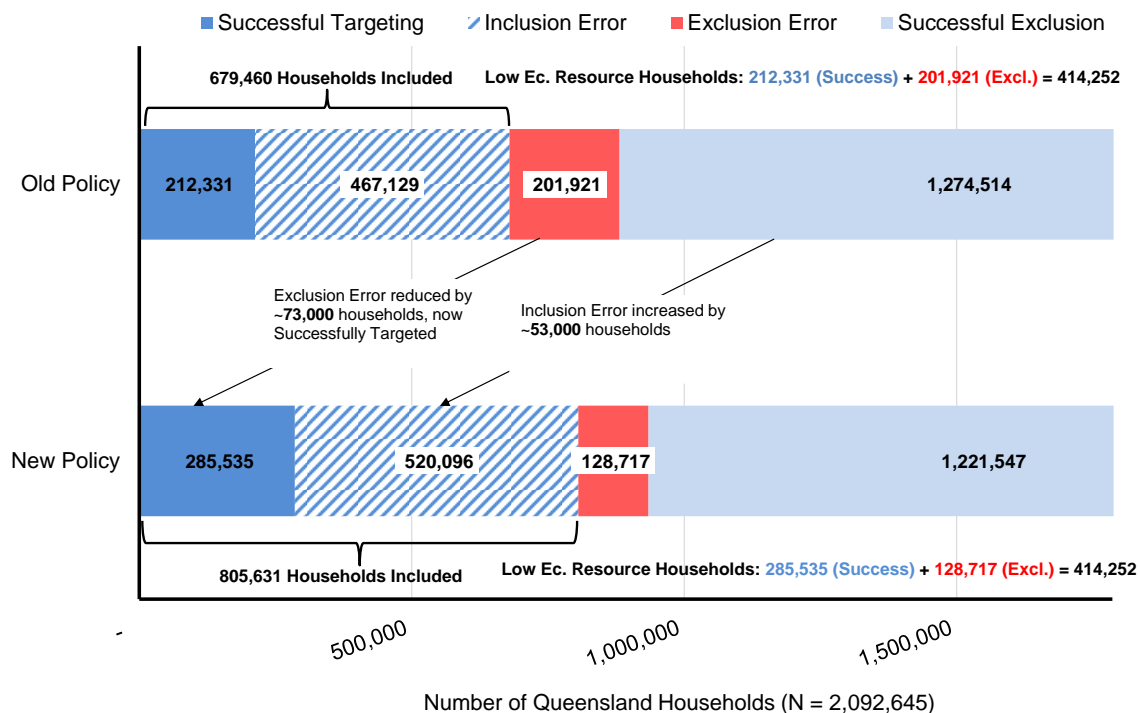 Successful Targeting Inclusion Error Exclusion Error Successful Exclusion
679,460 Households Included
Low Ec. Resource Households: 212,331 (Success) + 201,921 (Excl.) = 414,252
Old Policy
212,331 467,129 201,921 1,274,514
Exclusion Error reduced by
~73,000 households, now
Successfully Targeted
Inclusion Error increased by
~53,000 households
New Policy
285,535 520,096 128,717 1,221,547
805,631 Households Included
Low Ec. Resource Households: 285,535 (Success) + 128,717 (Excl.) = 414,252
- 500,000 1,000,000 1,500,000
Number of Queensland Households (N = 2,092,645)